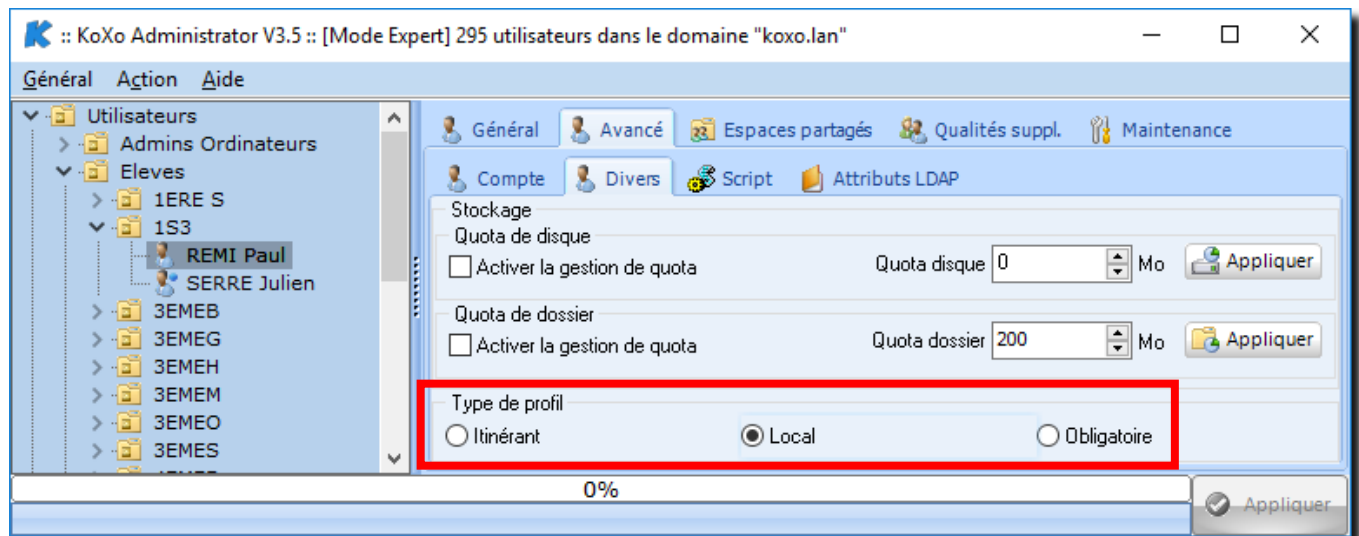 :: KoXo Administrator V3.5 :: [Mode Expert] 295 utilisateurs dans le domaine "koxo.lan"
Général Action Aide
Utilisateurs
Admins Ordinateurs
Eleves
1ERE S
1S3
REMI Paul
SERRE Julien
3EMEB
3EMEG
3EMEH
3EMEM
3EMEO
3EMES
Général Avancé Espaces partagés Qualités suppl. Maintenance
Compte Divers Script Attributs LDAP
Stockage
Quota de disque
Activer la gestion de quota Quota disque 0 Mo Appliquer
Quota de dossier
Activer la gestion de quota Quota dossier 200 Mo Appliquer
Type de profil
Itinérant Local Obligatoire
0%
Appliquer